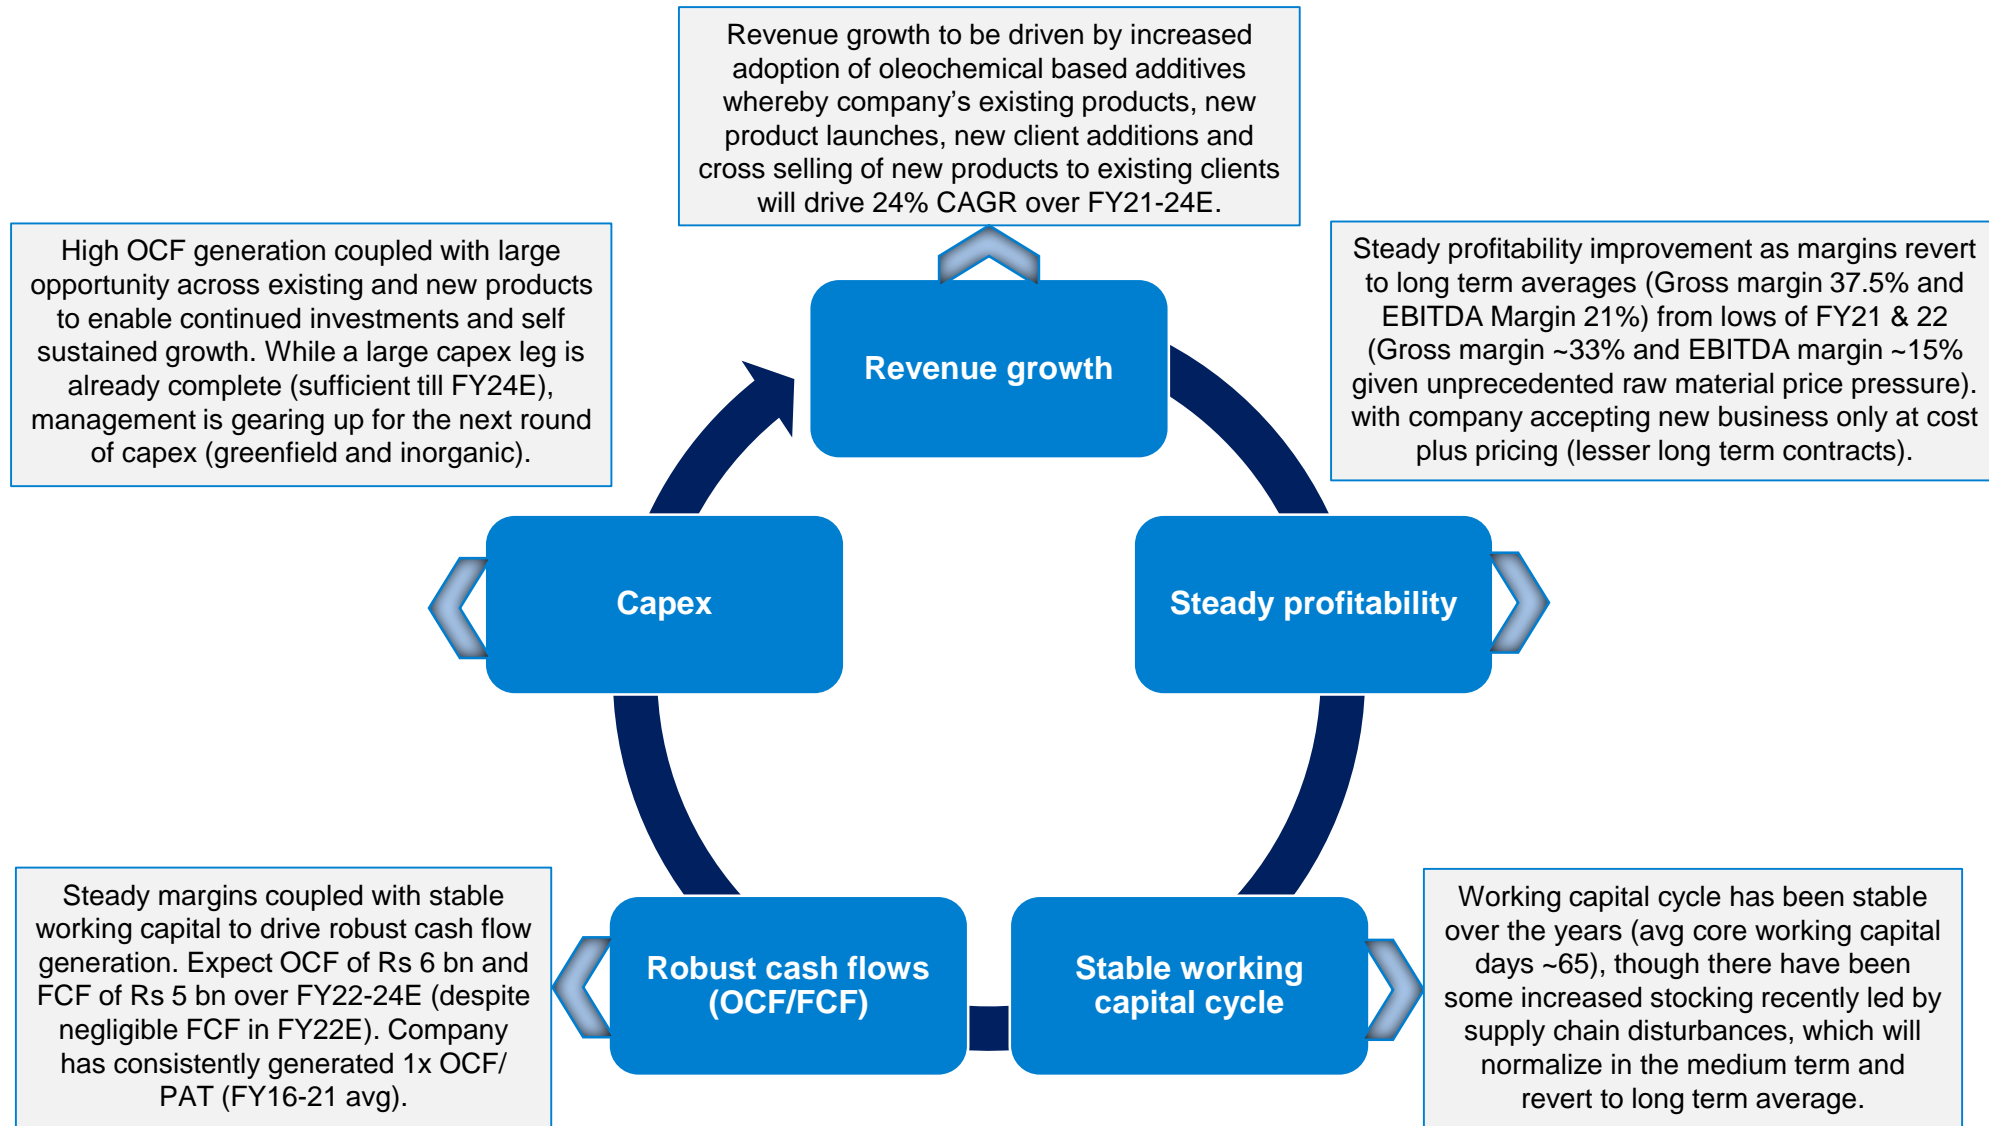 Revenue growth to be driven by increased
adoption of oleochemical based additives
whereby company’s existing products, new
product launches, new client additions and
cross selling of new products to existing clients
will drive 24% CAGR over FY21-24E.
High OCF generation coupled with large
opportunity across existing and new products
to enable continued investments and self
sustained growth. While a large capex leg is
already complete (sufficient till FY24E),
management is gearing up for the next round
of capex (greenfield and inorganic).
Steady profitability improvement as margins revert
to long term averages (Gross margin 37.5% and
EBITDA Margin 21%) from lows of FY21 & 22
(Gross margin ~33% and EBITDA margin ~15%
given unprecedented raw material price pressure).
with company accepting new business only at cost
plus pricing (lesser long term contracts).
Revenue growth
Capex
Steady profitability
Steady margins coupled with stable
working capital to drive robust cash flow
generation. Expect OCF of Rs 6 bn and
FCF of Rs 5 bn over FY22-24E (despite
negligible FCF in FY22E). Company
has consistently generated 1x OCF/
PAT (FY16-21 avg).
Robust cash flows
(OCF/FCF)
Stable working
capital cycle
Working capital cycle has been stable
over the years (avg core working capital
days ~65), though there have been
some increased stocking recently led by
supply chain disturbances, which will
normalize in the medium term and
revert to long term average.